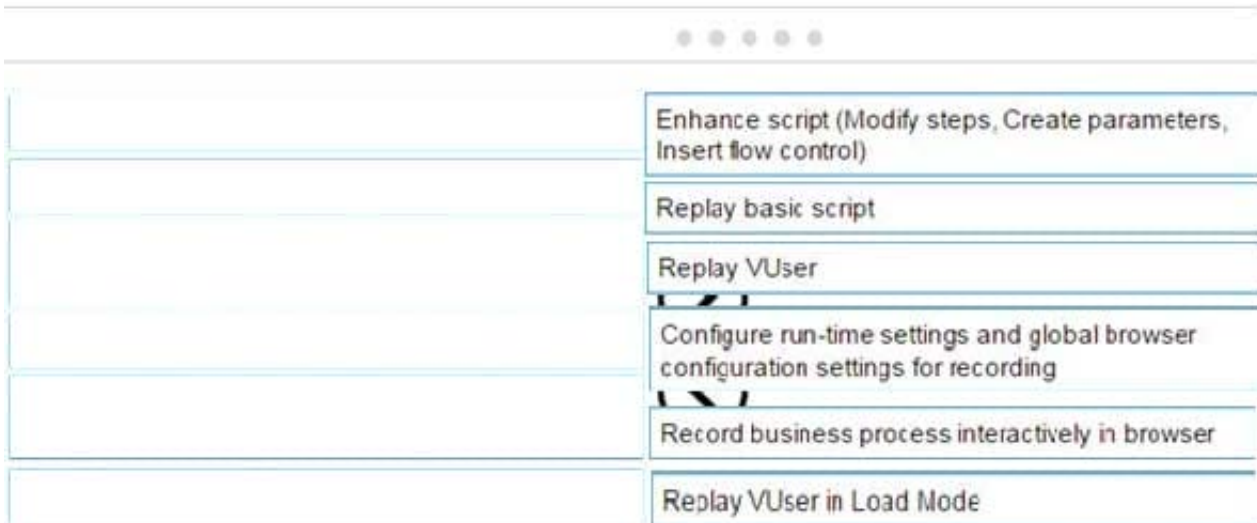 Enhance script (Modify steps, Create parameters,
Insert flow control)
Replay basic script
Replay VUser
Configure run-time settings and global browser
configuration settings for recording
Record business process interactively in browser
Replay VUser in Load Mode